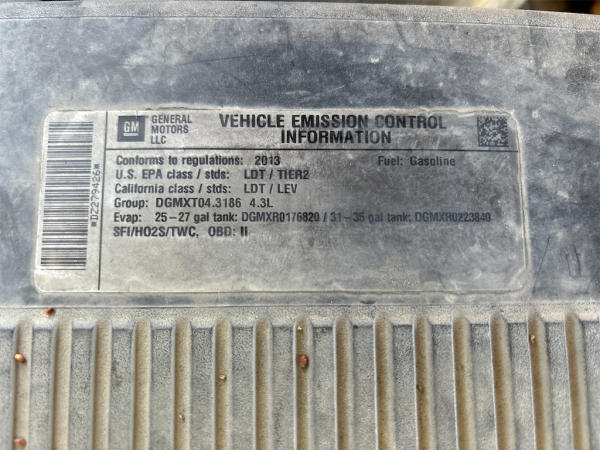 GM
GENERAL
MOTORS
LLC
VEHICLE EMISSION CONTROL
INFORMATION
Conforms to regulations: 2013 Fuel: Gasoline
U.S. EPA class / stds: LDT / TIER2
California class / stds: LDT / LEV
Group: DGMXT04.3186 4.3L
Evap: 25-27 gal tank: DGMXR0176820 / 31-35 gal tank: DGMXR0223840
SFI/HO2S/TWC, OBD: II
*DZ279426*